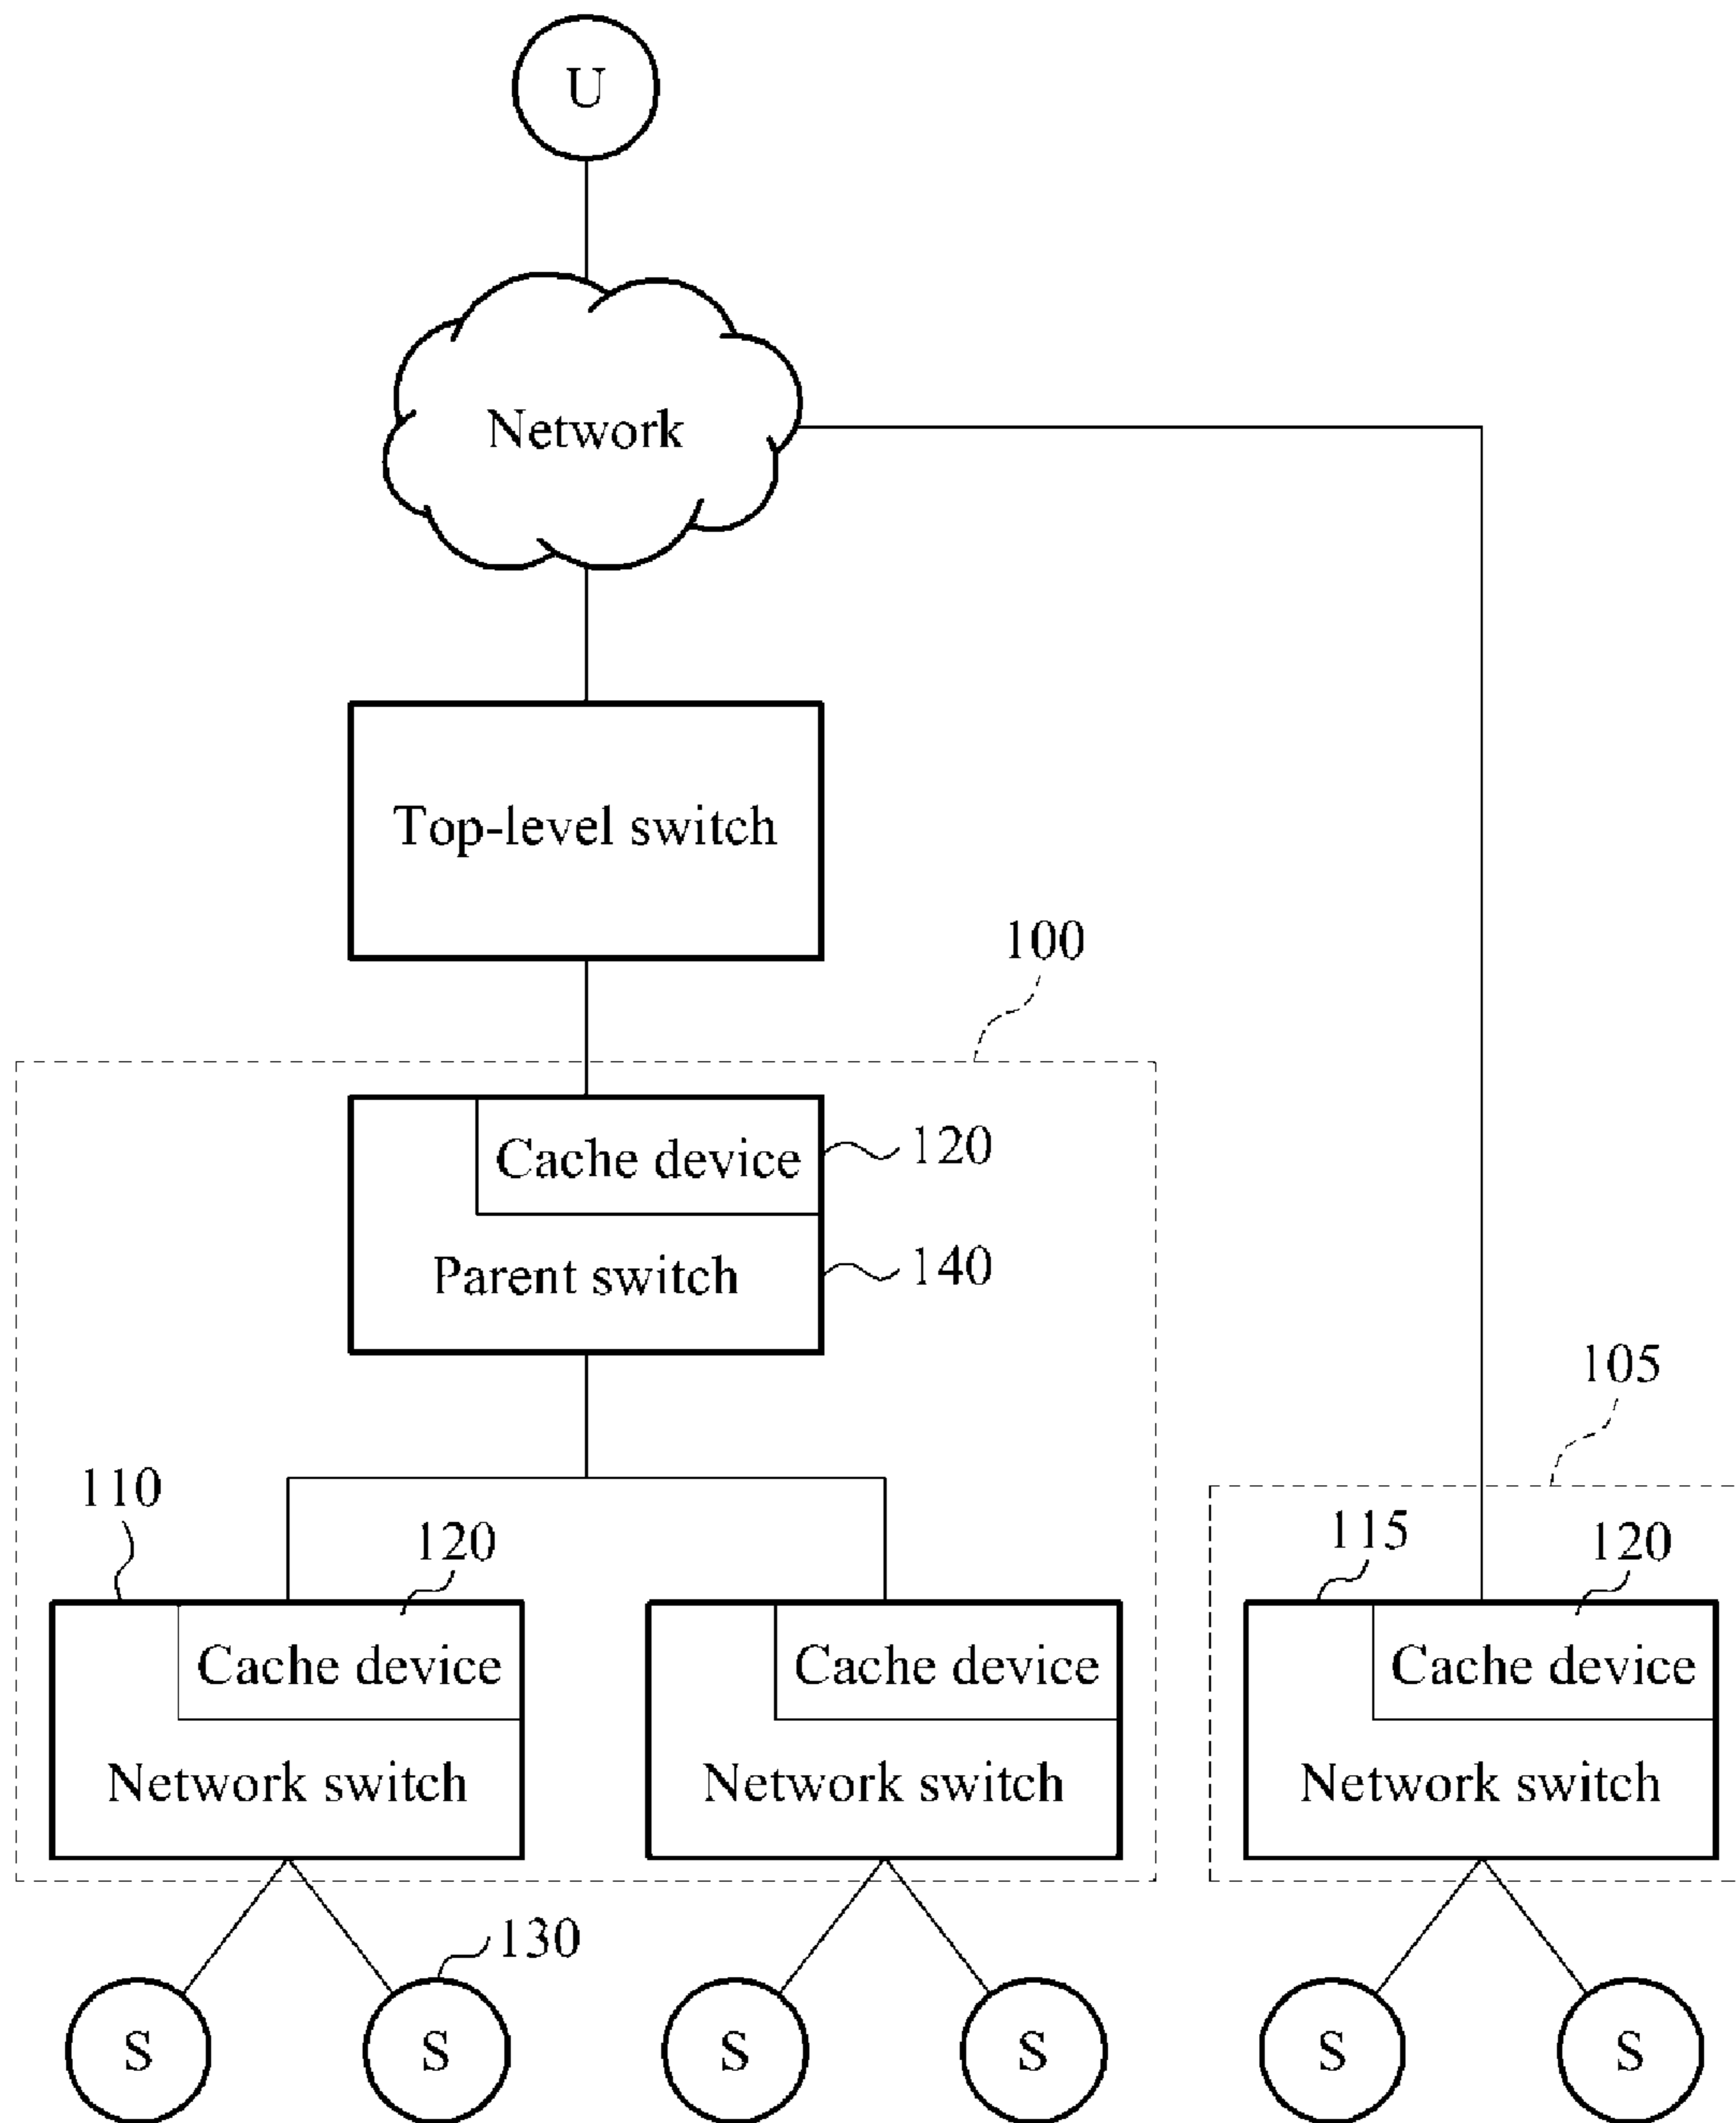 U
Network
Top-level switch
100
Cache device
120
Parent switch
140
105
110
120
115
120
Cache device
Cache device
Cache device
Network switch
Network switch
Network switch
130
S
S
S
S
S
S